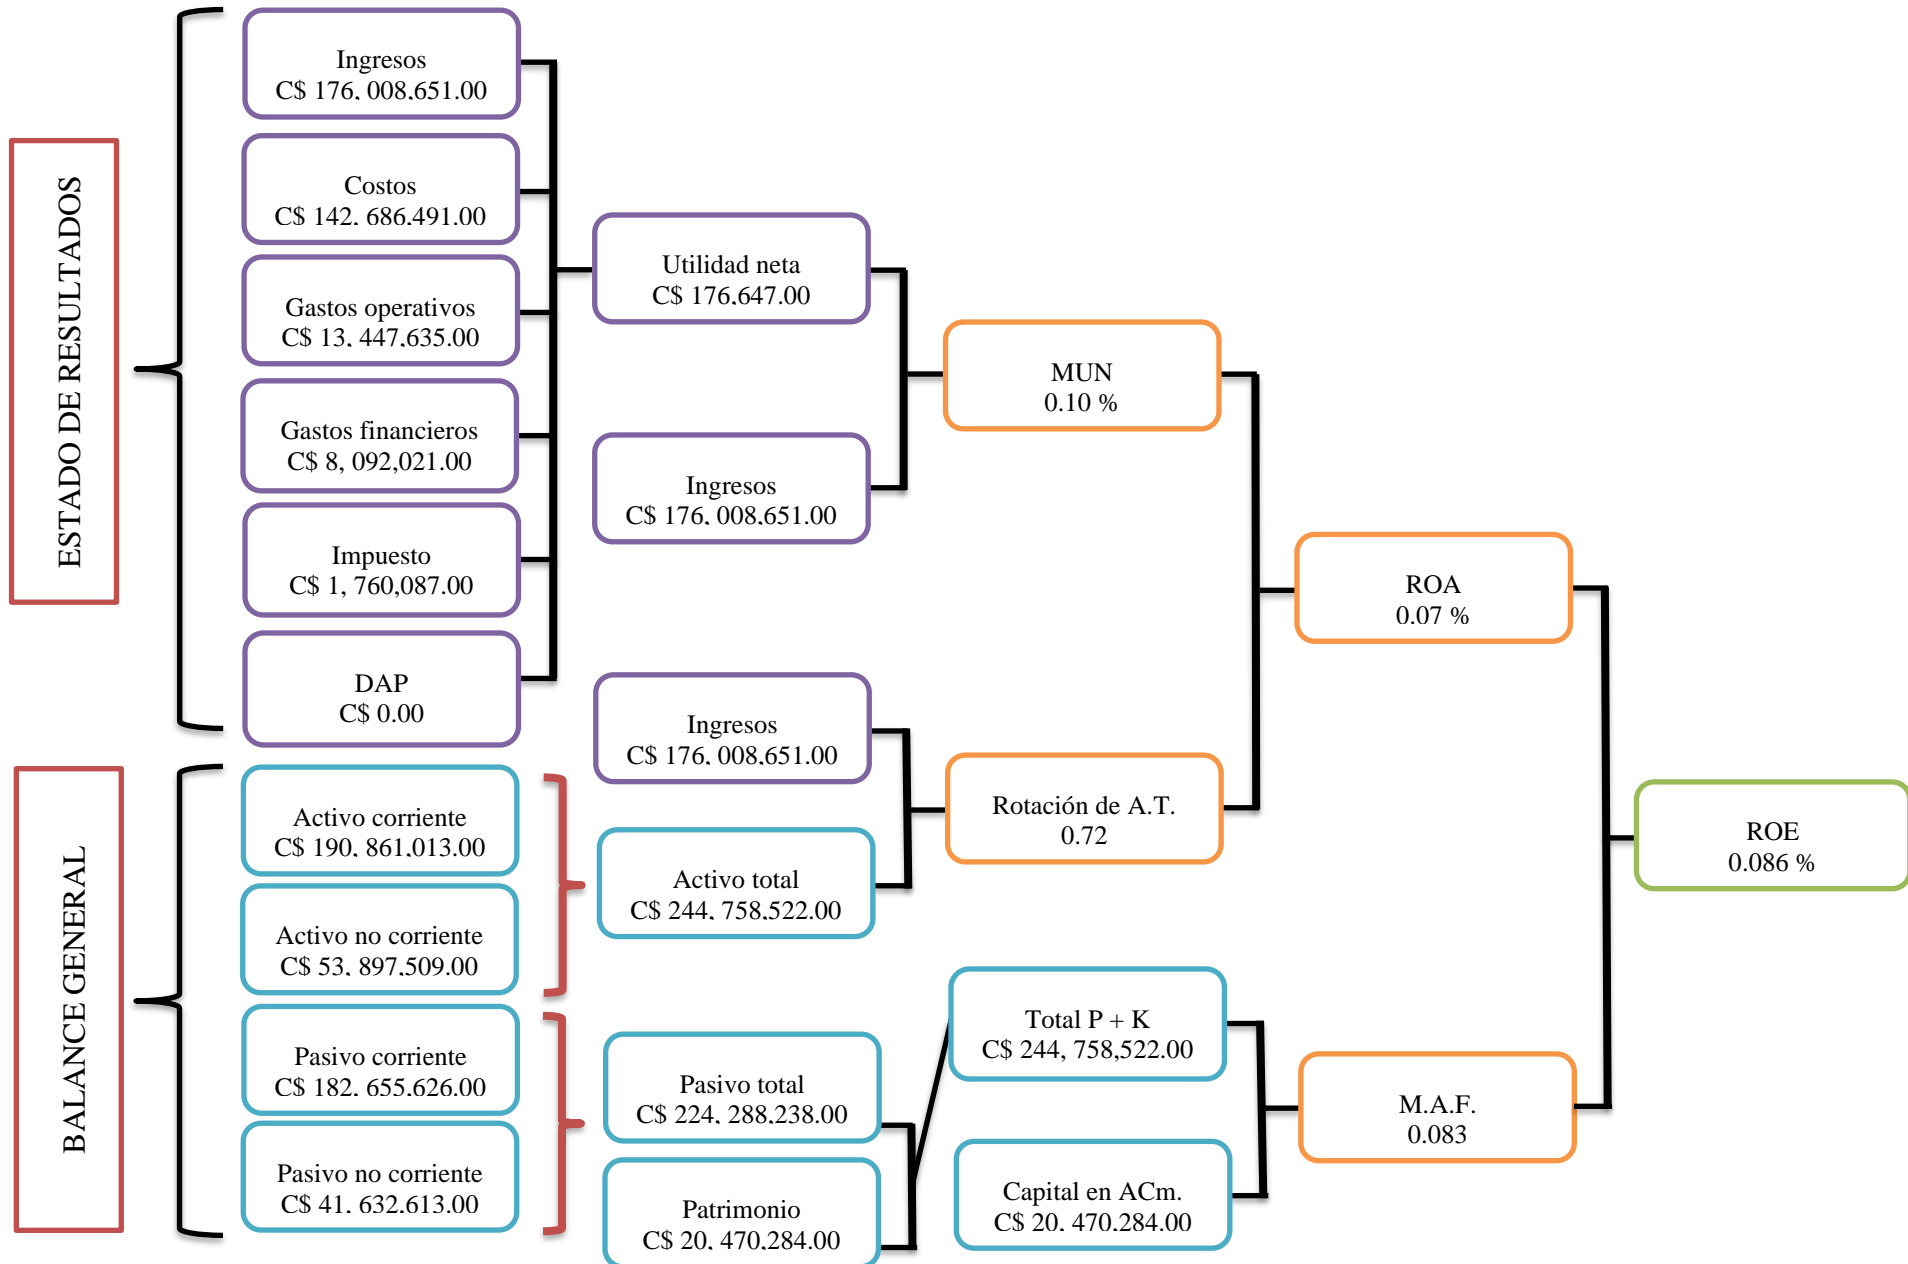 ESTADO DE RESULTADOS
Ingresos
C$ 176, 008,651.00
Costos
C$ 142, 686,491.00
Gastos operativos
C$ 13, 447,635.00
Gastos financieros
C$ 8, 092,021.00
Impuesto
C$ 1, 760,087.00
DAP
C$ 0.00
Utilidad neta
C$ 176,647.00
Ingresos
C$ 176, 008,651.00
MUN
0.10 %
Ingresos
C$ 176, 008,651.00
Rotación de A.T.
0.72
ROA
0.07 %
BALANCE GENERAL
Activo corriente
C$ 190, 861,013.00
Activo no corriente
C$ 53, 897,509.00
Activo total
C$ 244, 758,522.00
Pasivo corriente
C$ 182, 655,626.00
Pasivo no corriente
C$ 41, 632,613.00
Pasivo total
C$ 224, 288,238.00
Patrimonio
C$ 20, 470,284.00
Total P + K
C$ 244, 758,522.00
Capital en ACm.
C$ 20, 470,284.00
M.A.F.
0.083
ROE
0.086 %